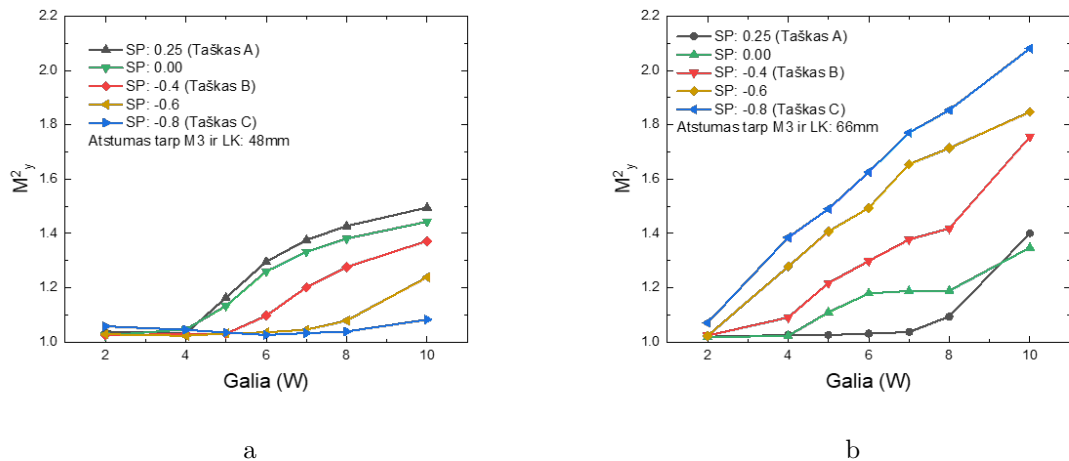 2.2
2.0
1.8
1.6
1.4
1.2
1.0
M²y
SP: 0.25 (Taškas A)
SP: 0.00
SP: -0.4 (Taškas B)
SP: -0.6
SP: -0.8 (Taškas C)
Atstumas tarp M3 ir LK: 48mm
2 4 6 8 10
Galia (W)
a
2.2
2.0
1.8
1.6
1.4
1.2
1.0
M²y
SP: 0.25 (Taškas A)
SP: 0.00
SP: -0.4 (Taškas B)
SP: -0.6
SP: -0.8 (Taškas C)
Atstumas tarp M3 ir LK: 66mm
2 4 6 8 10
Galia (W)
b